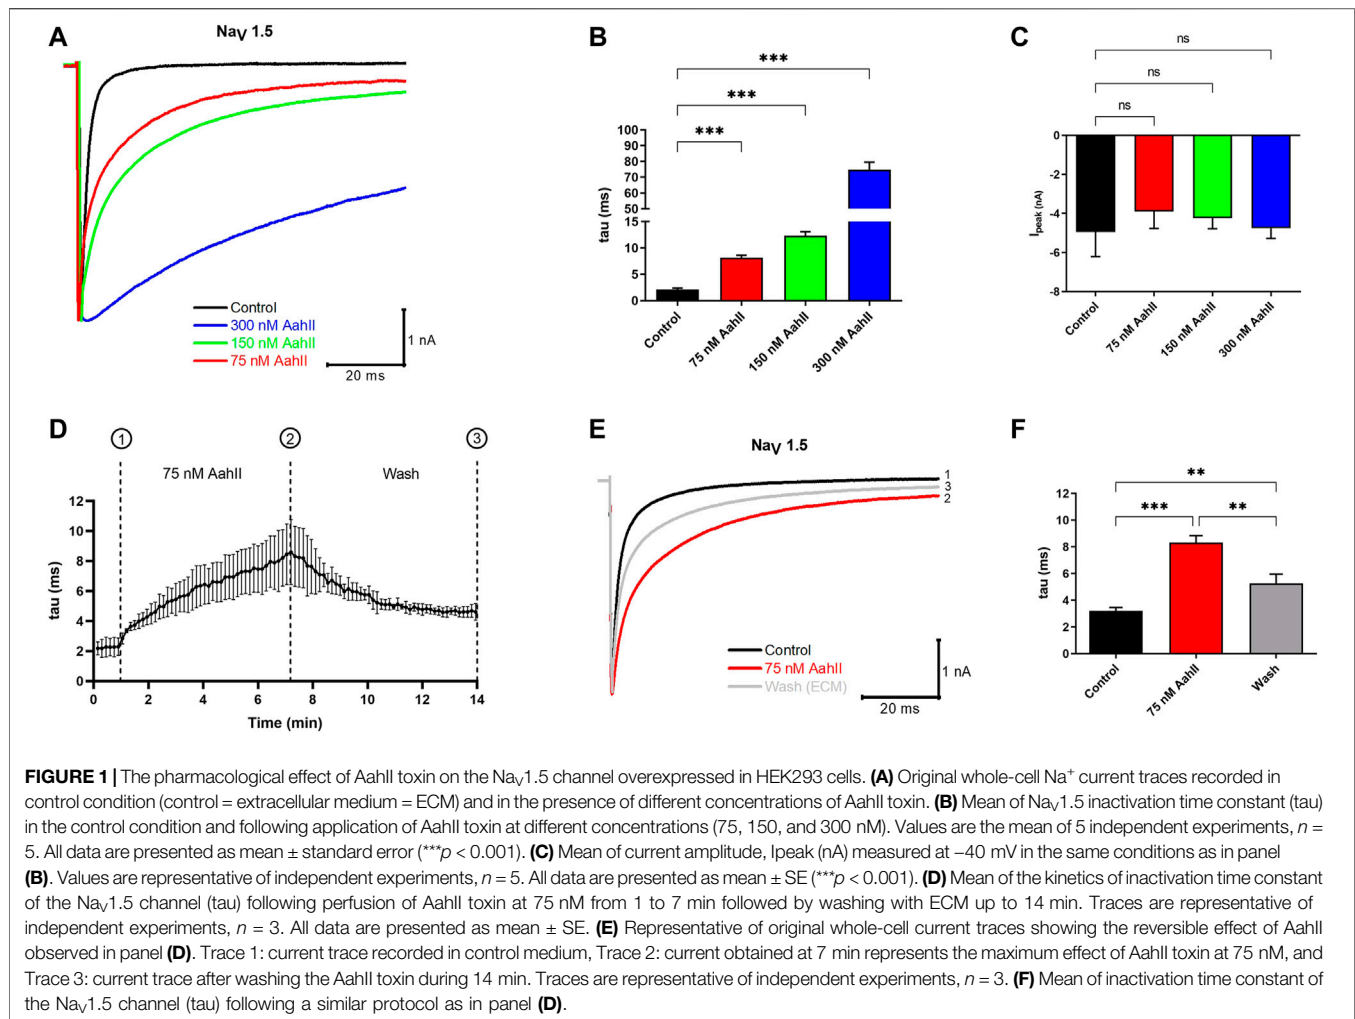 A
Na_V 1.5
Control
300 nM AahII
150 nM AahII
75 nM AahII
1 nA
20 ms
B
***
***
***
100
90
80
70
60
50
15
10
5
0
tau (ms)
Control
75 nM AahII
150 nM AahII
300 nM AahII
C
ns
ns
ns
0
-2
-4
-6
-8
I_peak (nA)
Control
75 nM AahII
150 nM AahII
300 nM AahII
D
1
2
3
75 nM AahII
Wash
12
10
8
6
4
2
0
tau (ms)
0 2 4 6 8 10 12 14
Time (min)
E
Na_V 1.5
1
3
2
Control
75 nM AahII
Wash (ECM)
1 nA
20 ms
F
**
*** **
12
10
8
6
4
2
0
tau (ms)
Control
75 nM AahII
Wash
FIGURE 1 | The pharmacological effect of AahII toxin on the Na_V1.5 channel overexpressed in HEK293 cells. (A) Original whole-cell Na⁺ current traces recorded in
control condition (control = extracellular medium = ECM) and in the presence of different concentrations of AahII toxin. (B) Mean of Na_V1.5 inactivation time constant (tau)
in the control condition and following application of AahII toxin at different concentrations (75, 150, and 300 nM). Values are the mean of 5 independent experiments, n =
5. All data are presented as mean ± standard error (***p < 0.001). (C) Mean of current amplitude, Ipeak (nA) measured at −40 mV in the same conditions as in panel
(B). Values are representative of independent experiments, n = 5. All data are presented as mean ± SE (***p < 0.001). (D) Mean of the kinetics of inactivation time constant
of the Na_V1.5 channel (tau) following perfusion of AahII toxin at 75 nM from 1 to 7 min followed by washing with ECM up to 14 min. Traces are representative of
independent experiments, n = 3. All data are presented as mean ± SE. (E) Representative of original whole-cell current traces showing the reversible effect of AahII
observed in panel (D). Trace 1: current trace recorded in control medium, Trace 2: current obtained at 7 min represents the maximum effect of AahII toxin at 75 nM, and
Trace 3: current trace after washing the AahII toxin during 14 min. Traces are representative of independent experiments, n = 3. (F) Mean of inactivation time constant of
the Na_V1.5 channel (tau) following a similar protocol as in panel (D).